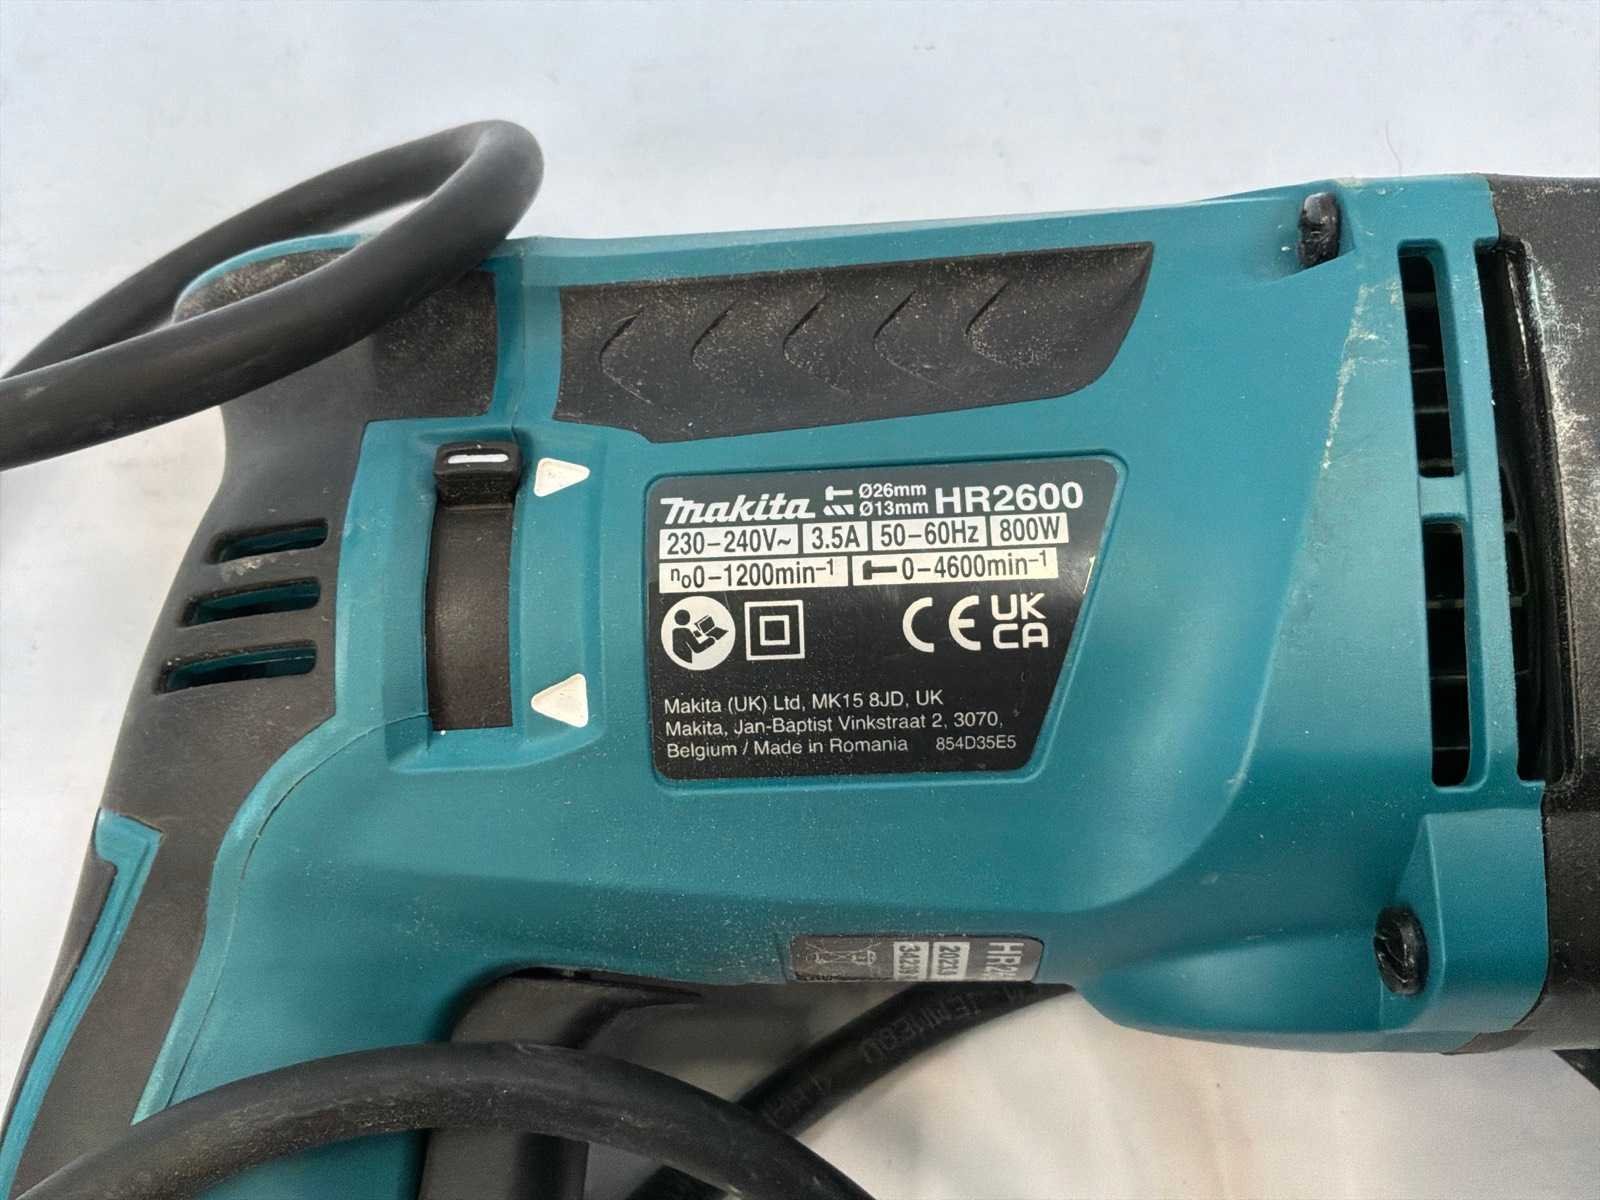 makita Ø26mm Ø13mm HR2600
230-240V~ 3.5A 50-60Hz 800W
n₀0-1200min⁻¹ 0-4600min⁻¹
CE UK CA
Makita (UK) Ltd, MK15 8JD, UK
Makita, Jan-Baptist Vinkstraat 2, 3070,
Belgium / Made in Romania 854D35E5